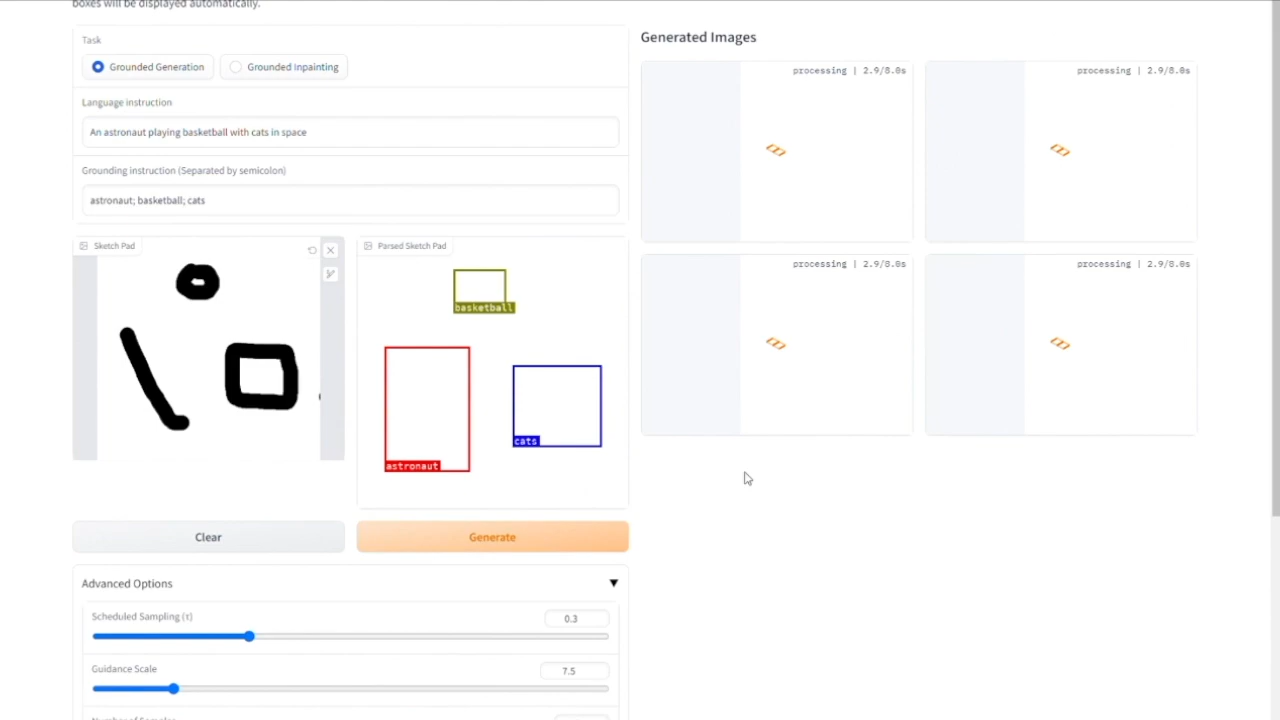 boxes will be displayed automatically.
Task
Grounded Generation
Grounded Inpainting
Language instruction
An astronaut playing basketball with cats in space
Grounding instruction (Separated by semicolon)
astronaut; basketball; cats
Sketch Pad
Parsed Sketch Pad
basketball
cats
astronaut
Clear
Generate
Advanced Options
Scheduled Sampling (τ)
0.3
Guidance Scale
7.5
Number of Samples
Generated Images
processing | 2.9/8.0s
processing | 2.9/8.0s
processing | 2.9/8.0s
processing | 2.9/8.0s